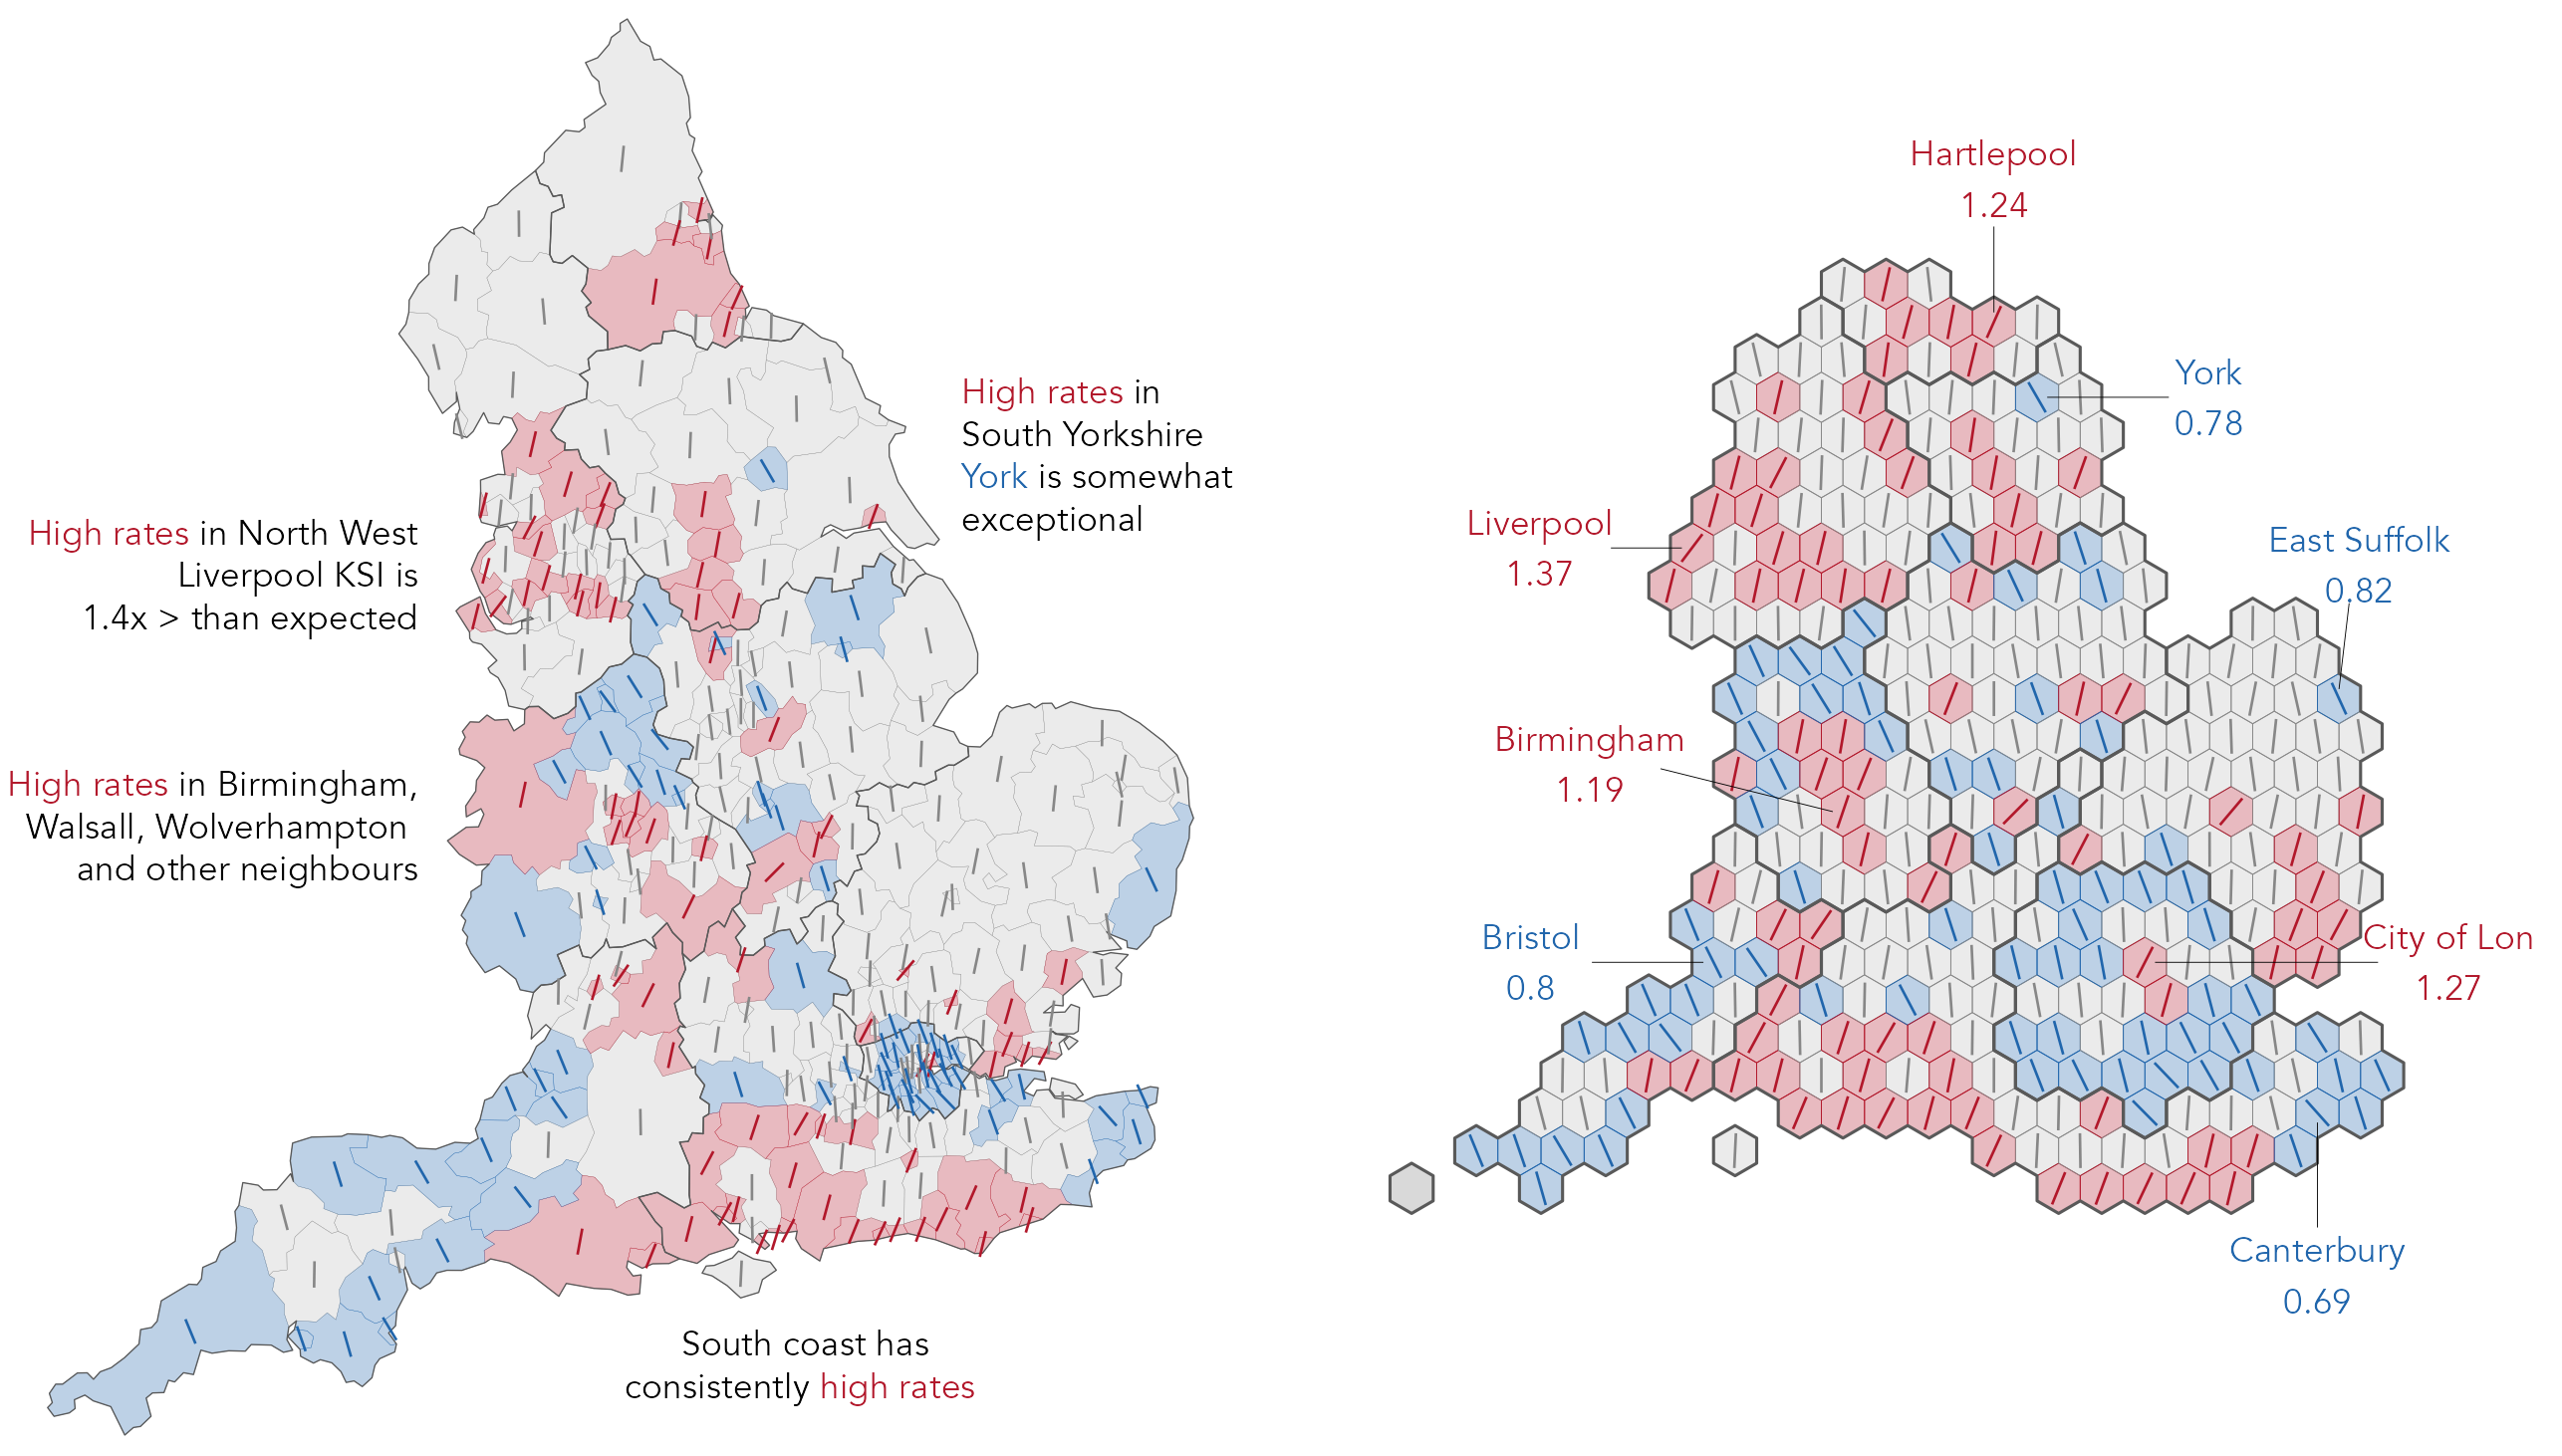 High rates in
South Yorkshire
York is somewhat
exceptional
High rates in North West
Liverpool KSI is
1.4x > than expected
High rates in Birmingham,
Walsall, Wolverhampton
and other neighbours
South coast has
consistently high rates
Hartlepool
1.24
York
0.78
Liverpool
1.37
East Suffolk
0.82
Birmingham
1.19
Bristol
0.8
City of Lon
1.27
Canterbury
0.69